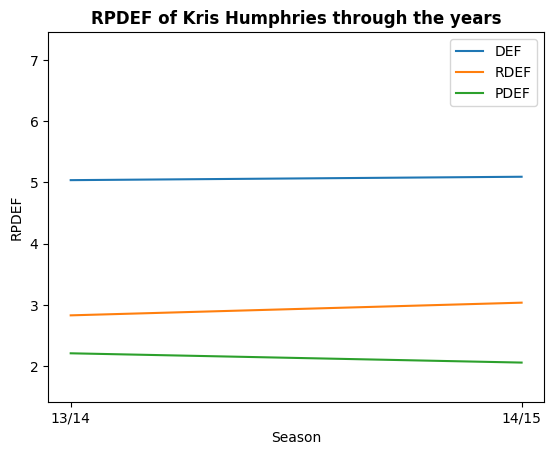 RPDEF of Kris Humphries through the years
DEF
RDEF
PDEF
7
6
5
4
3
2
RPDEF
13/14
14/15
Season